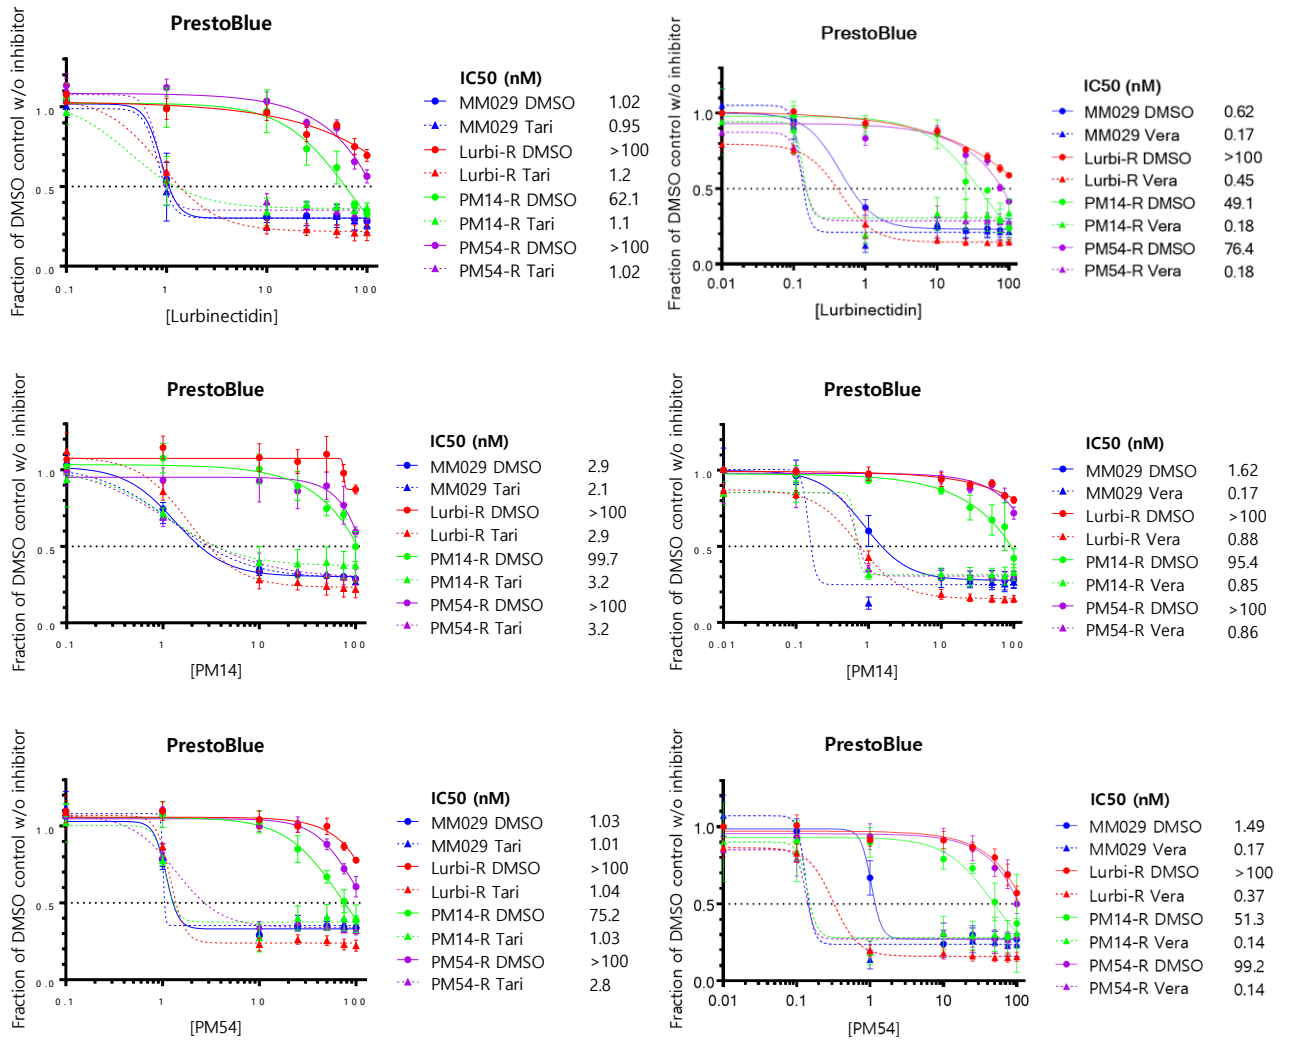 PrestoBlue
Fraction of DMSO control w/o inhibitor
1.0
0.5
0.0
0.1 1 10 100
[Lurbinectidin]
IC50 (nM)
MM029 DMSO 1.02
MM029 Tari 0.95
Lurbi-R DMSO >100
Lurbi-R Tari 1.2
PM14-R DMSO 62.1
PM14-R Tari 1.1
PM54-R DMSO >100
PM54-R Tari 1.02
PrestoBlue
Fraction of DMSO control w/o inhibitor
1.0
0.5
0.0
0.01 0.1 1 10 100
[Lurbinectidin]
IC50 (nM)
MM029 DMSO 0.62
MM029 Vera 0.17
Lurbi-R DMSO >100
Lurbi-R Vera 0.45
PM14-R DMSO 49.1
PM14-R Vera 0.18
PM54-R DMSO 76.4
PM54-R Vera 0.18
PrestoBlue
Fraction of DMSO control w/o inhibitor
1.0
0.5
0.0
0.1 1 10 100
[PM14]
IC50 (nM)
MM029 DMSO 2.9
MM029 Tari 2.1
Lurbi-R DMSO >100
Lurbi-R Tari 2.9
PM14-R DMSO 99.7
PM14-R Tari 3.2
PM54-R DMSO >100
PM54-R Tari 3.2
PrestoBlue
Fraction of DMSO control w/o inhibitor
1.0
0.5
0.0
0.01 0.1 1 10 100
[PM14]
IC50 (nM)
MM029 DMSO 1.62
MM029 Vera 0.17
Lurbi-R DMSO >100
Lurbi-R Vera 0.88
PM14-R DMSO 95.4
PM14-R Vera 0.85
PM54-R DMSO >100
PM54-R Vera 0.86
PrestoBlue
Fraction of DMSO control w/o inhibitor
1.0
0.5
0.0
0.1 1 10 100
[PM54]
IC50 (nM)
MM029 DMSO 1.03
MM029 Tari 1.01
Lurbi-R DMSO >100
Lurbi-R Tari 1.04
PM14-R DMSO 75.2
PM14-R Tari 1.03
PM54-R DMSO >100
PM54-R Tari 2.8
PrestoBlue
Fraction of DMSO control w/o inhibitor
1.0
0.5
0.0
0.01 0.1 1 10 100
[PM54]
IC50 (nM)
MM029 DMSO 1.49
MM029 Vera 0.17
Lurbi-R DMSO >100
Lurbi-R Vera 0.37
PM14-R DMSO 51.3
PM14-R Vera 0.14
PM54-R DMSO 99.2
PM54-R Vera 0.14